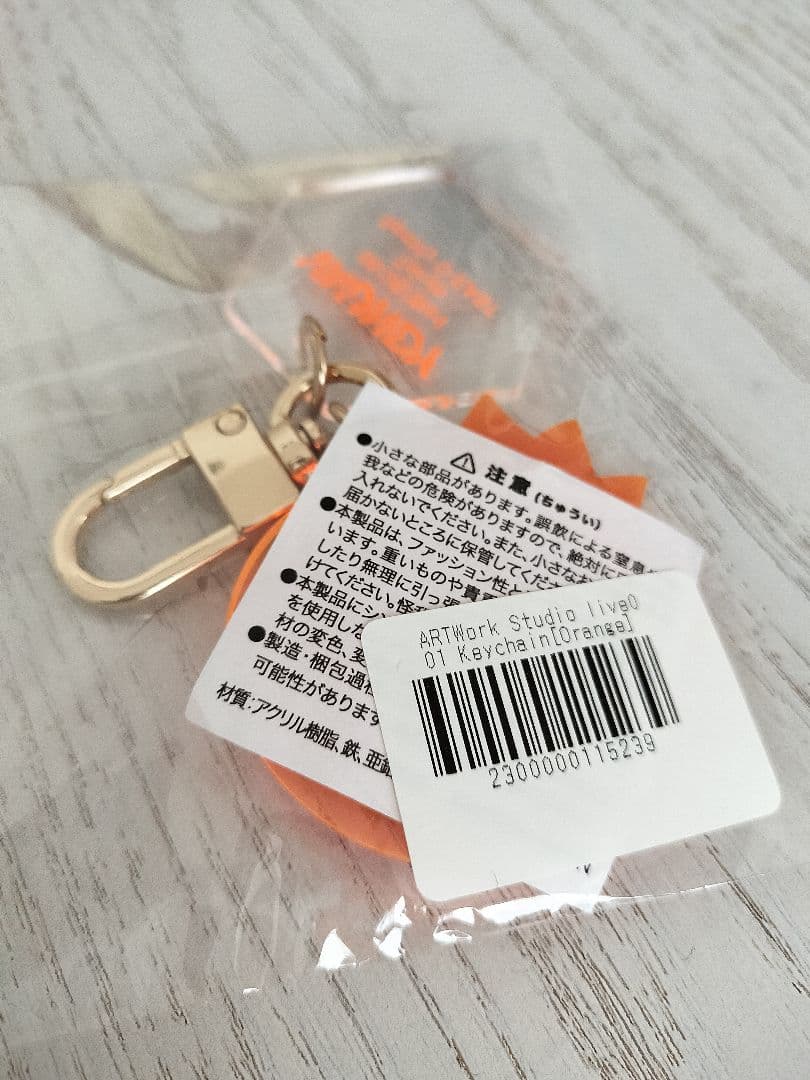 ⚠ 注意 (ちゅうい)
●小さな部品があります。誤飲による窒息
我などの危険がありますので、絶対に
入れないでください。また、小さなお
届かないところに保管してくださ
●本製品は、ファッション性と
います。重いものや貴
したり無理に引っ張
けてください。怪
●本製品にシ
を使用した
材の変色、変
●製造・梱包過程
可能性があります
材質:アクリル樹脂、鉄、亜鉛
ARTWork Studio live0
01 Keychain[Orange]
2300000115239